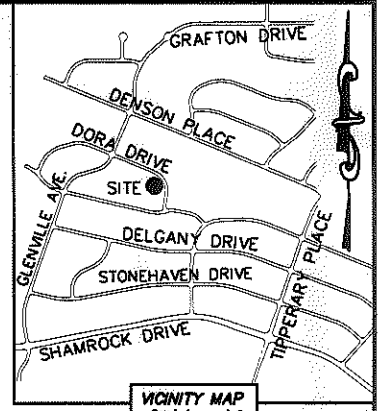 GRAFTON DRIVE
DENSON PLACE
DORA DRIVE
SITE
GLENVILLE AVE.
DELGANY DRIVE
TIPPERARY PLACE
STONEHAVEN DRIVE
SHAMROCK DRIVE
VICINITY MAP